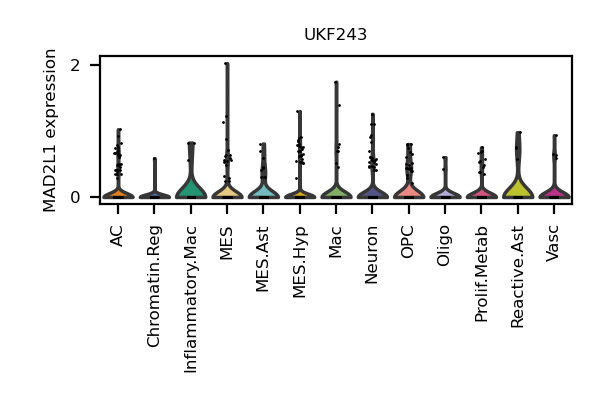 UKF243
MAD2L1 expression
2
0
AC
Chromatin.Reg
Inflammatory.Mac
MES
MES.Ast
MES.Hyp
Mac
Neuron
OPC
Oligo
Prolif.Metab
Reactive.Ast
Vasc